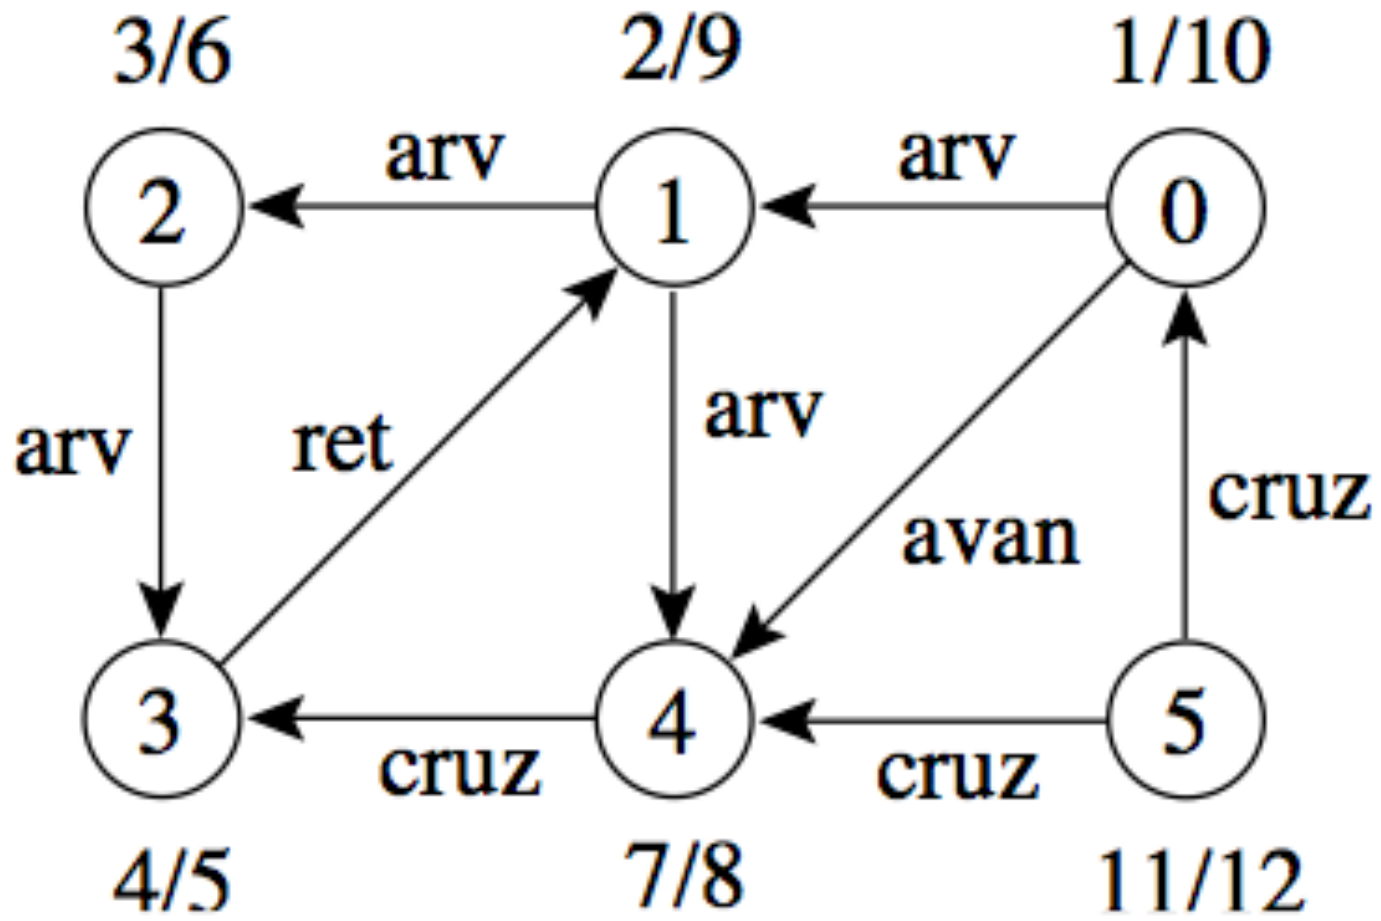 3/6 2/9 1/10
arv arv
2 1 0
arv ret arv
avan cruz
3 4 5
cruz cruz
4/5 7/8 11/12